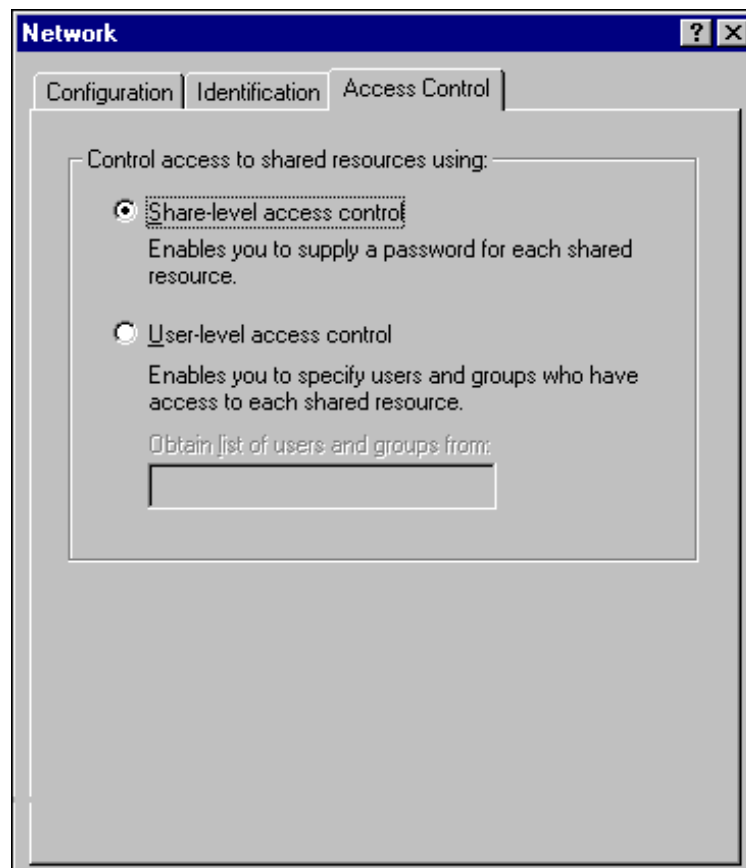 Network
Configuration Identification Access Control
Control access to shared resources using:
Share-level access control
Enables you to supply a password for each shared
resource.
User-level access control
Enables you to specify users and groups who have
access to each shared resource.
Obtain list of users and groups from: